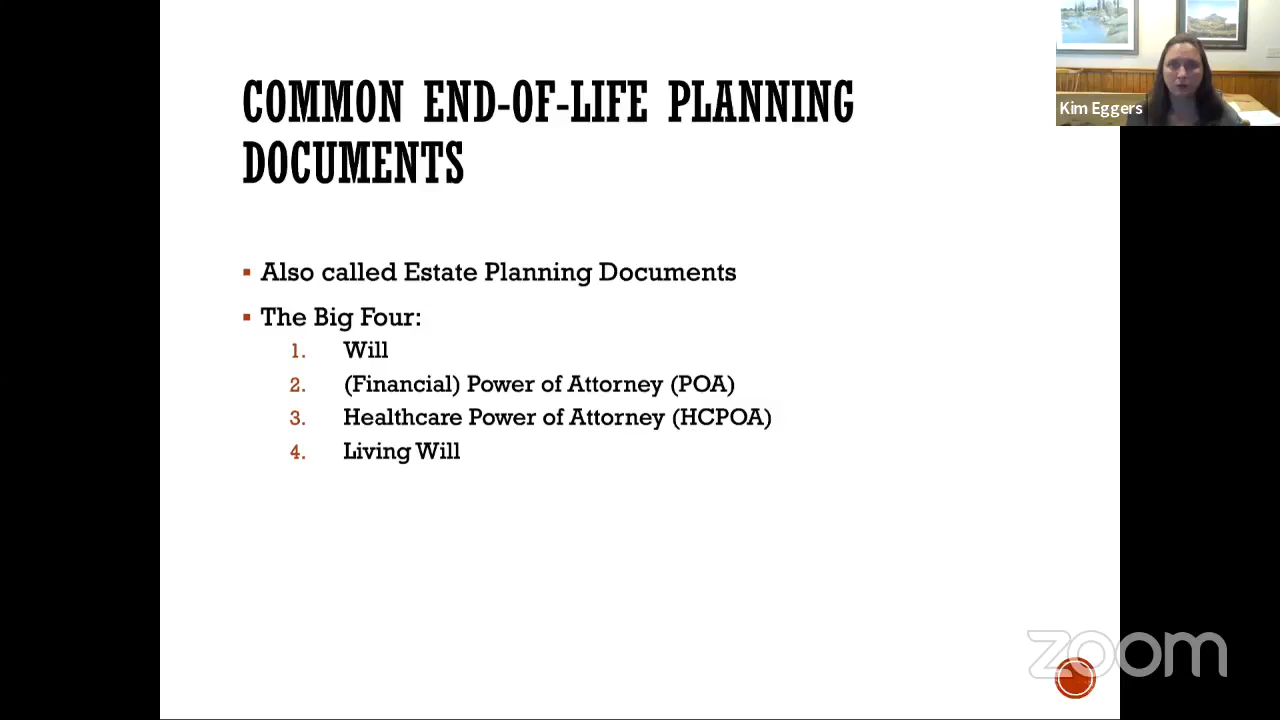 COMMON END-OF-LIFE PLANNING
DOCUMENTS
Kim Eggers
▪ Also called Estate Planning Documents
▪ The Big Four:
1. Will
2. (Financial) Power of Attorney (POA)
3. Healthcare Power of Attorney (HCPOA)
4. Living Will
zoom